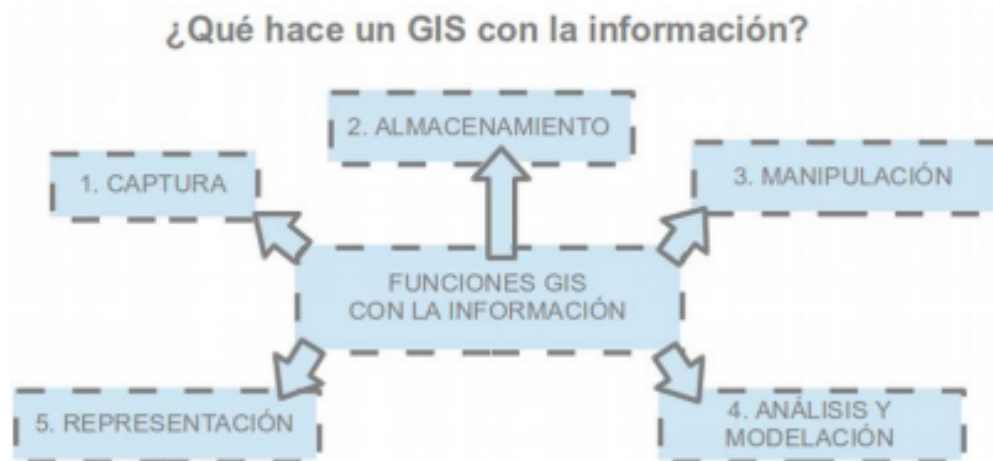 ¿Qué hace un GIS con la información?
2. ALMACENAMIENTO
1. CAPTURA
3. MANIPULACIÓN
FUNCIONES GIS
CON LA INFORMACIÓN
5. REPRESENTACIÓN
4. ANÁLISIS Y
MODELACIÓN